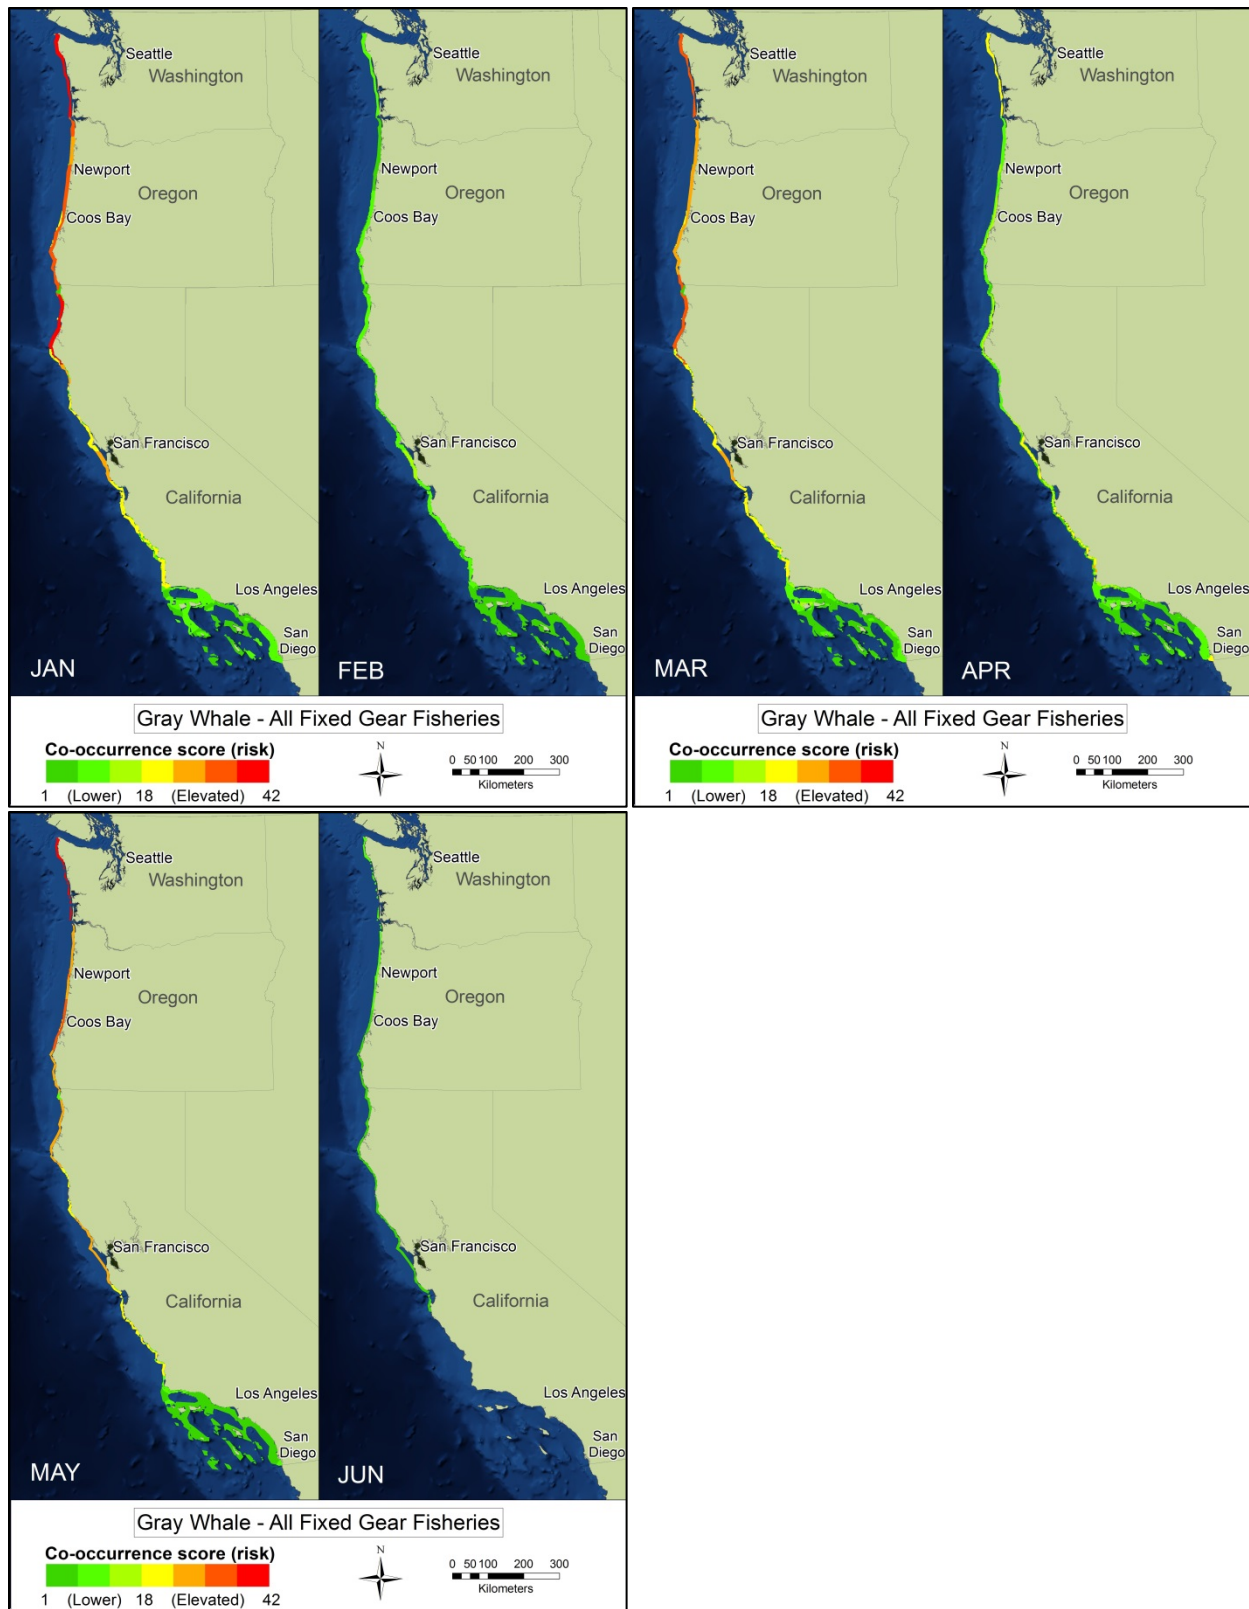 Seattle
Washington
Newport
Oregon
Coos Bay
San Francisco
California
Los Angeles
San
Diego
JAN
Seattle
Washington
Newport
Oregon
Coos Bay
San Francisco
California
Los Angeles
San
Diego
FEB
Gray Whale - All Fixed Gear Fisheries
Co-occurrence score (risk)
1 (Lower) 18 (Elevated) 42
N
0 50 100 200 300
Kilometers
Seattle
Washington
Newport
Oregon
Coos Bay
San Francisco
California
Los Angeles
San
Diego
MAR
Seattle
Washington
Newport
Oregon
Coos Bay
San Francisco
California
Los Angeles
San
Diego
APR
Gray Whale - All Fixed Gear Fisheries
Co-occurrence score (risk)
1 (Lower) 18 (Elevated) 42
N
0 50 100 200 300
Kilometers
Seattle
Washington
Newport
Oregon
Coos Bay
San Francisco
California
Los Angeles
San
Diego
MAY
Seattle
Washington
Newport
Oregon
Coos Bay
San Francisco
California
Los Angeles
San
Diego
JUN
Gray Whale - All Fixed Gear Fisheries
Co-occurrence score (risk)
1 (Lower) 18 (Elevated) 42
N
0 50 100 200 300
Kilometers